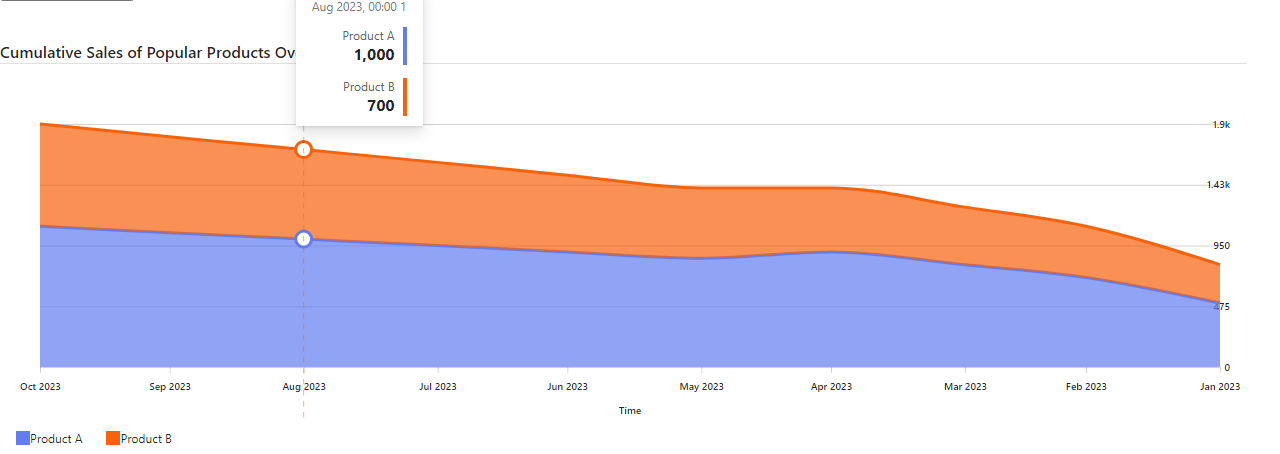 Aug 2023, 00:00 1
Product A
1,000
Cumulative Sales of Popular Products Ov
Product B
700
1.9k
1.43k
950
475
0
Oct 2023 Sep 2023 Aug 2023 Jul 2023 Jun 2023 May 2023 Apr 2023 Mar 2023 Feb 2023 Jan 2023
Time
Product A Product B